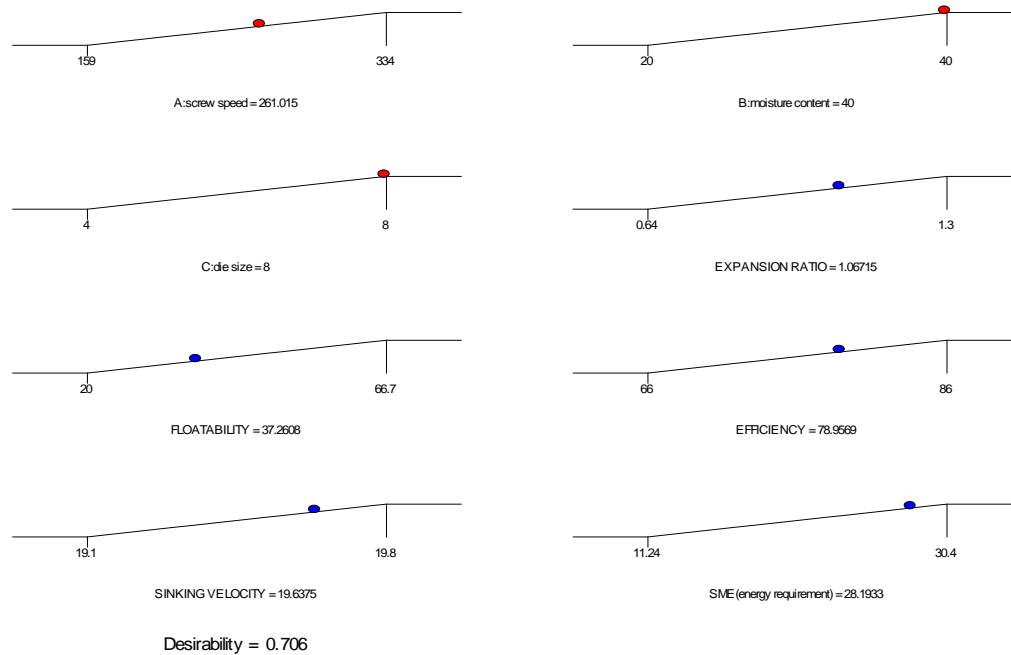 159 334
A:screw speed = 261.015
20 40
B:moisture content = 40
4 8
C:die size = 8
0.64 1.3
EXPANSION RATIO = 1.06715
20 66.7
FLOATABILITY = 37.2608
66 86
EFFICIENCY = 78.9569
19.1 19.8
SINKING VELOCITY = 19.6375
11.24 30.4
SME(energy requirement) = 28.1933
Desirability = 0.706